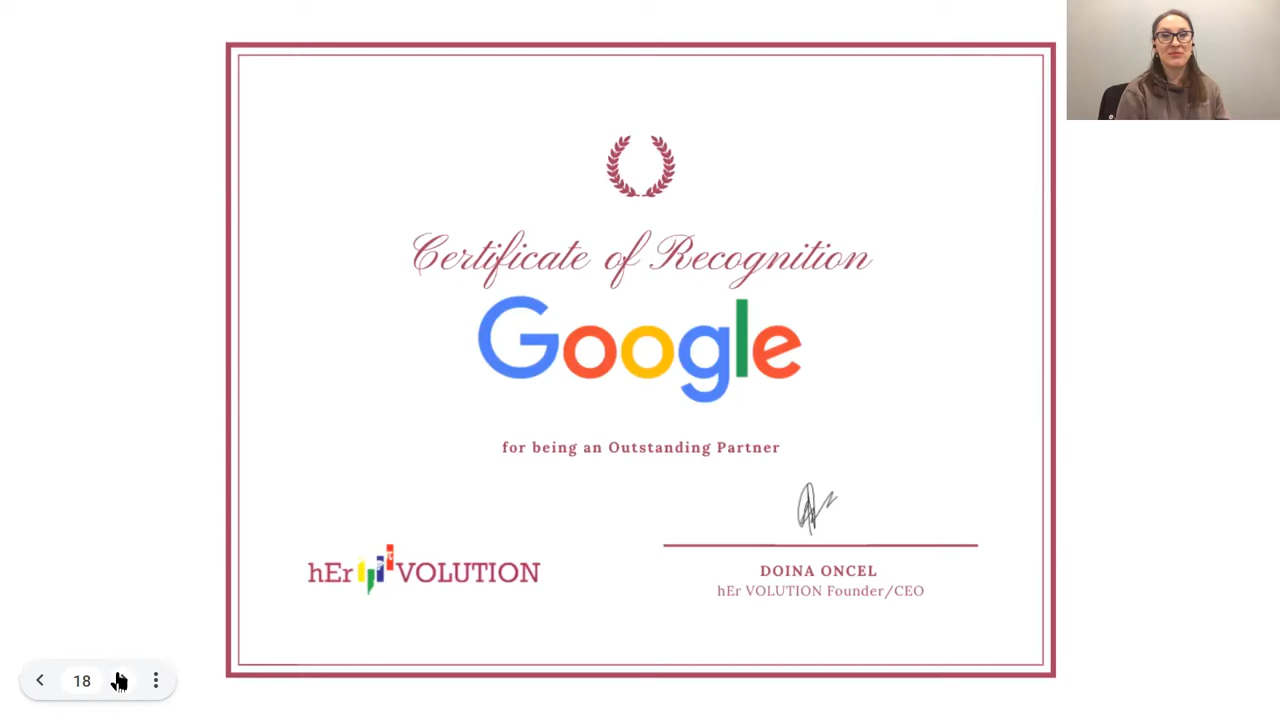 Certificate of Recognition
Google
for being an Outstanding Partner
hEr VOLUTION
DOINA ONCEL
hEr VOLUTION Founder/CEO
18